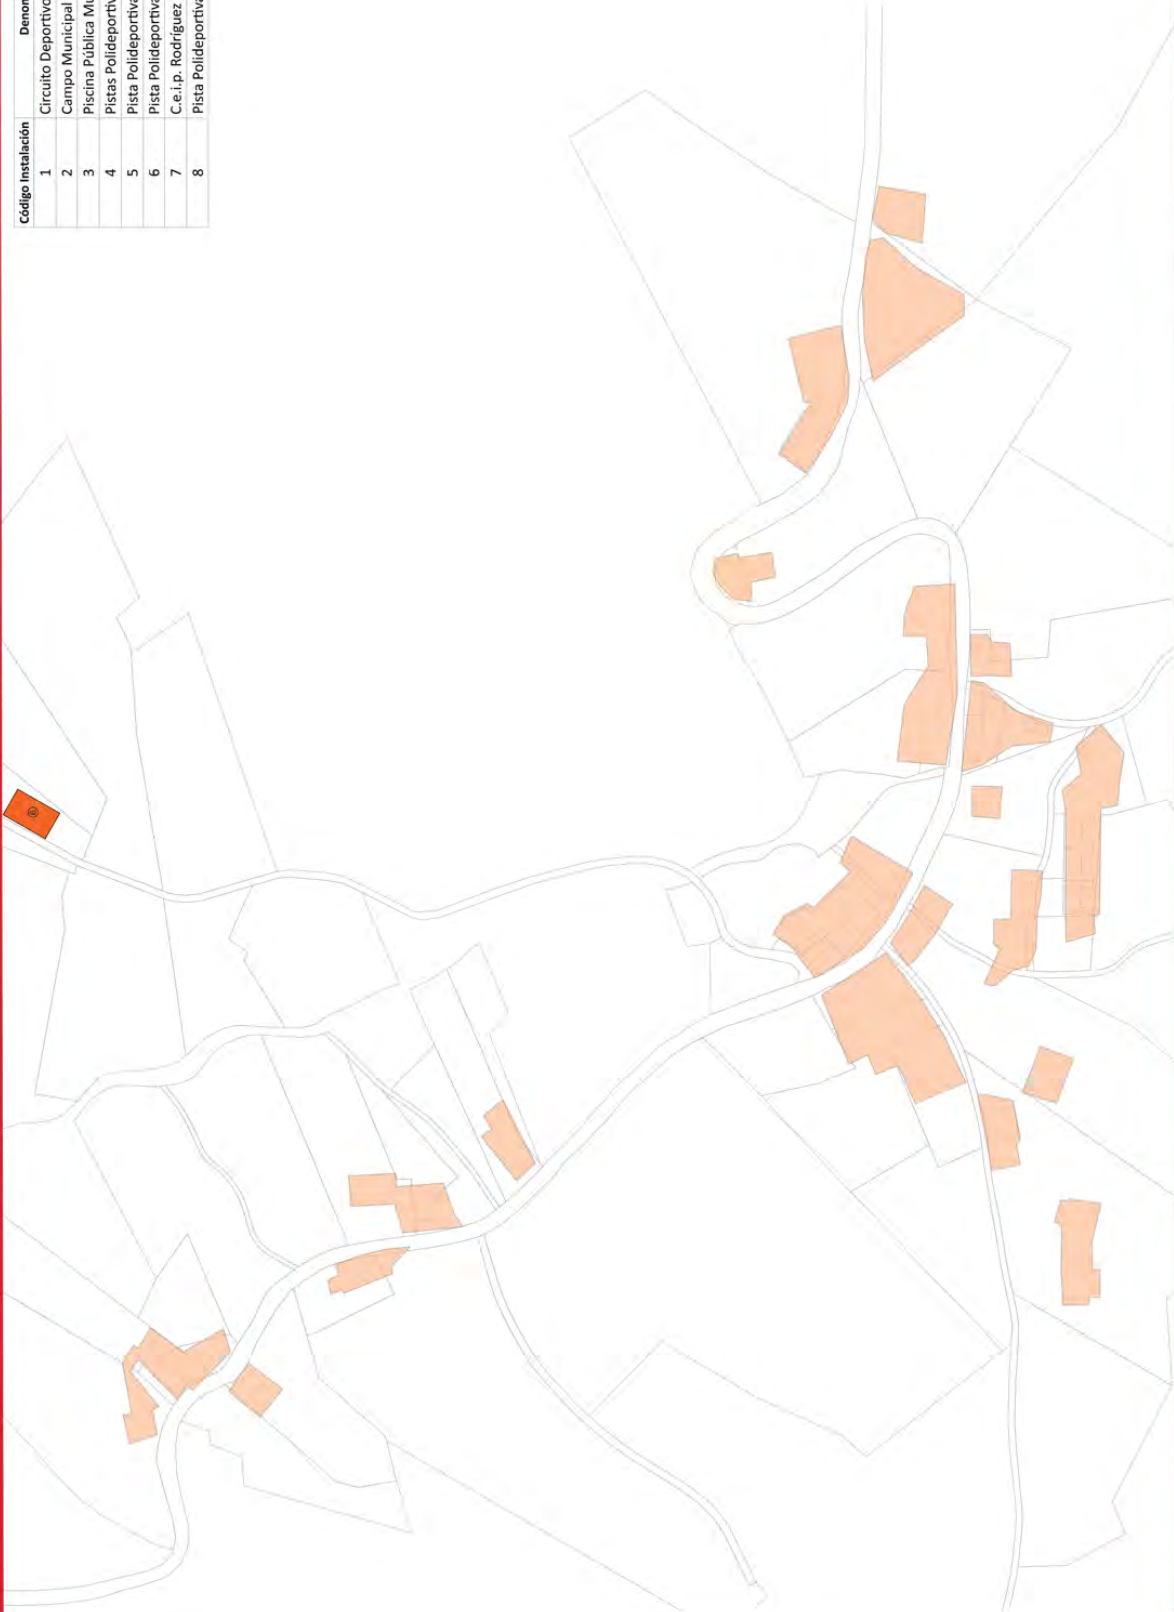 Código Instalación Denom
1 Circuito Deportivo
2 Campo Municipal
3 Piscina Pública Mu
4 Pistas Polideportiv
5 Pista Polideportiva
6 Pista Polideportiva
7 C.e.i.p. Rodríguez
8 Pista Polideportiva